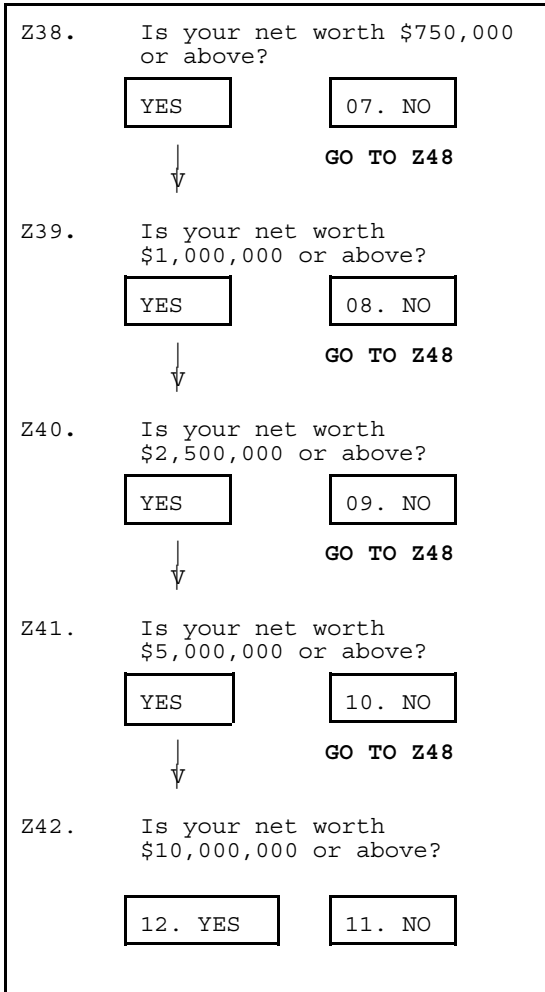 Z38. Is your net worth $750,000
or above?
YES 07. NO
GO TO Z48
Z39. Is your net worth
$1,000,000 or above?
YES 08. NO
GO TO Z48
Z40. Is your net worth
$2,500,000 or above?
YES 09. NO
GO TO Z48
Z41. Is your net worth
$5,000,000 or above?
YES 10. NO
GO TO Z48
Z42. Is your net worth
$10,000,000 or above?
12. YES 11. NO